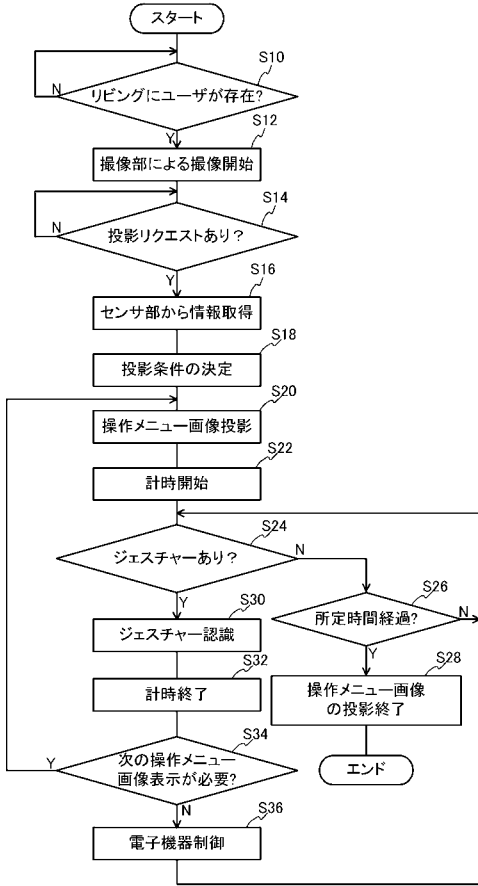 スタート
S10
リビングにユーザが存在?
N
Y
S12
撮像部による撮像開始
S14
投影リクエストあり?
N
Y
S16
センサ部から情報取得
S18
投影条件の決定
S20
操作メニュー画像投影
S22
計時開始
S24
ジェスチャーあり?
N
Y
S26
所定時間経過?
N
Y
S28
操作メニュー画像
の投影終了
エンド
S30
ジェスチャー認識
S32
計時終了
S34
次の操作メニュー
画像表示が必要?
Y
N
S36
電子機器制御